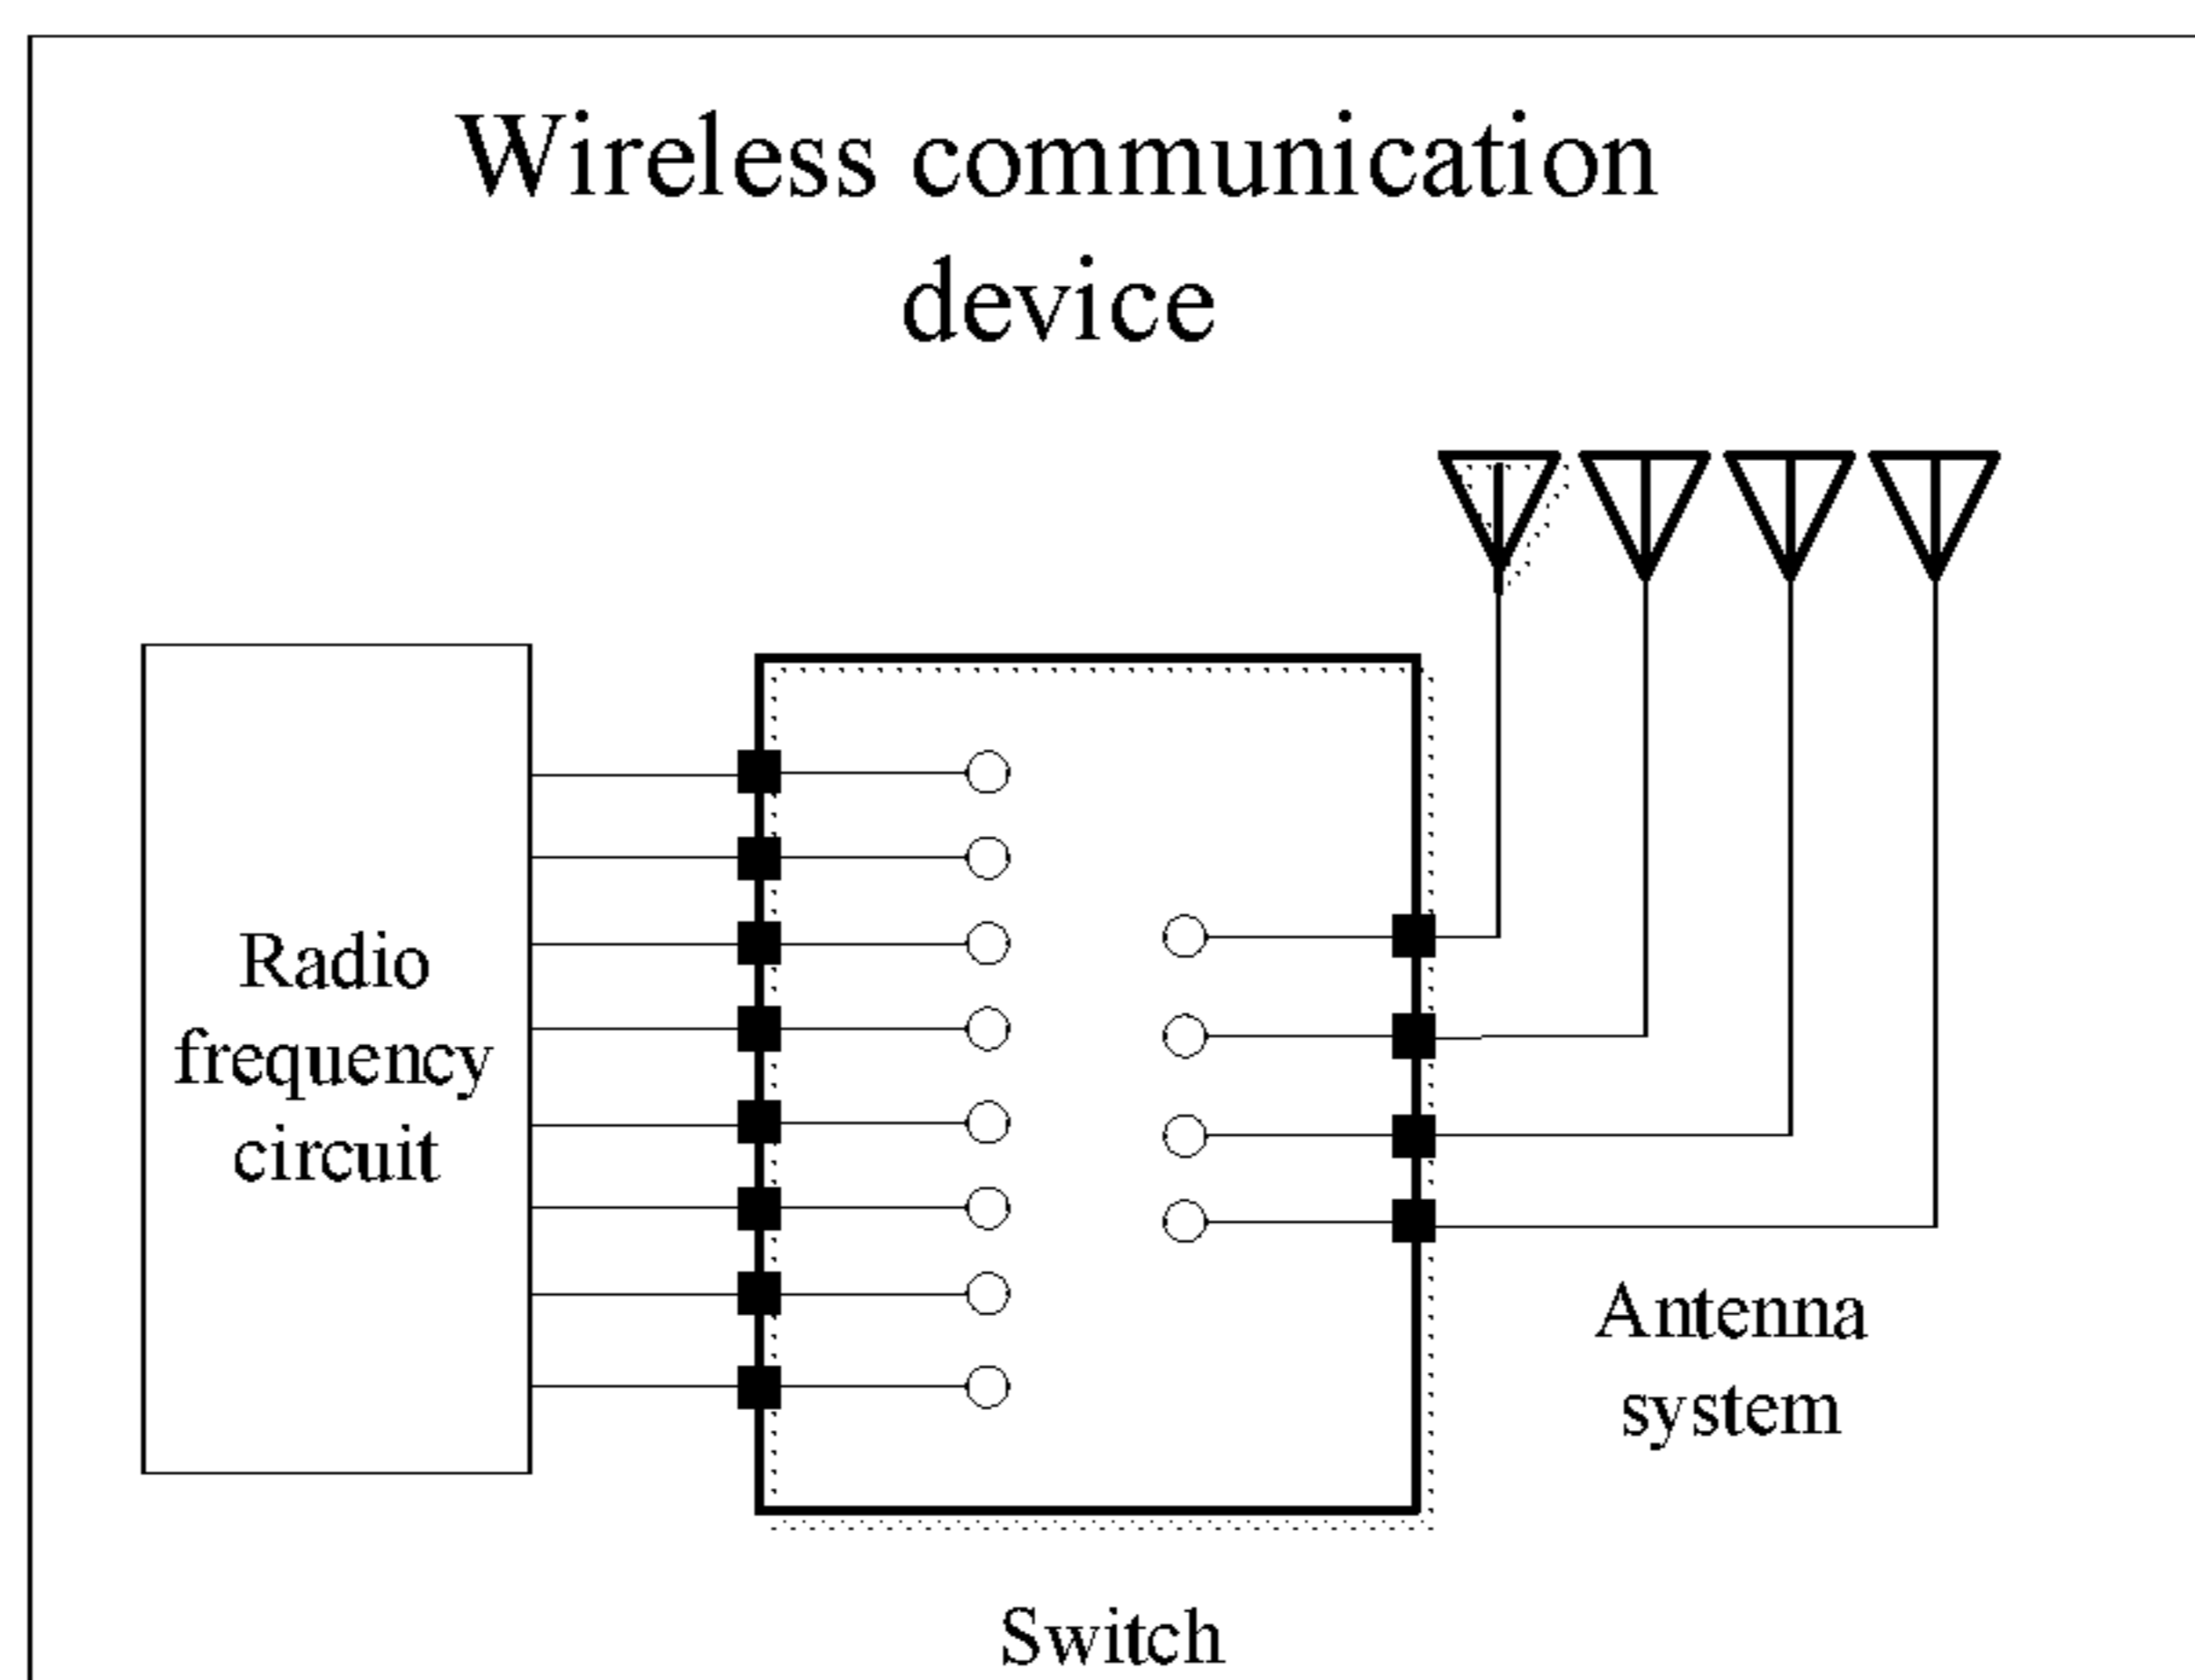 Wireless communication
device
Radio
frequency
circuit
Antenna
system
Switch